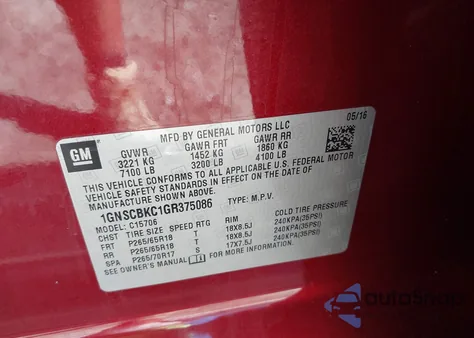 05/16
MFD BY GENERAL MOTORS LLC
GM
GVWR GAWR FRT GAWR RR
3221 KG 1452 KG 1860 KG
7100 LB 3200 LB 4100 LB
THIS VEHICLE CONFORMS TO ALL APPLICABLE U.S. FEDERAL MOTOR
VEHICLE SAFETY STANDARDS IN EFFECT ON THE DATE OF
MANUFACTURE SHOWN ABOVE.
1GNSCBKC1GR375086 TYPE: M.P.V.
MODEL: C15706
CHST TIRE SIZE SPEED RTG RIM COLD TIRE PRESSURE
FRT P265/65R18 T 18X8.5J 240KPA(35PSI)
RR P265/65R18 T 18X8.5J 240KPA(35PSI)
SPA P265/70R17 S 17X7.5J 240KPA(35PSI)
SEE OWNER'S MANUAL FOR MORE INFORMATION.